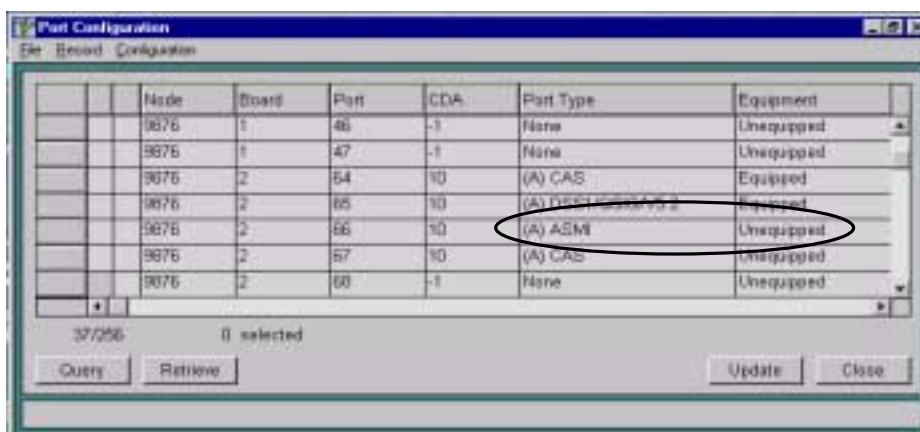 Port Configuration
File Record Configuration
Node Board Port CDA Port Type Equipment
9876 1 46 -1 None Unequipped
9876 1 47 -1 None Unequipped
9876 2 64 10 (A) CAS Equipped
9876 2 65 10 (A) Equipped
9876 2 66 10 (A) ASMI Unequipped
9876 2 67 10 (A) CAS Unequipped
9876 2 68 -1 None Unequipped
37/256 0 selected
Query Retrieve Update Close